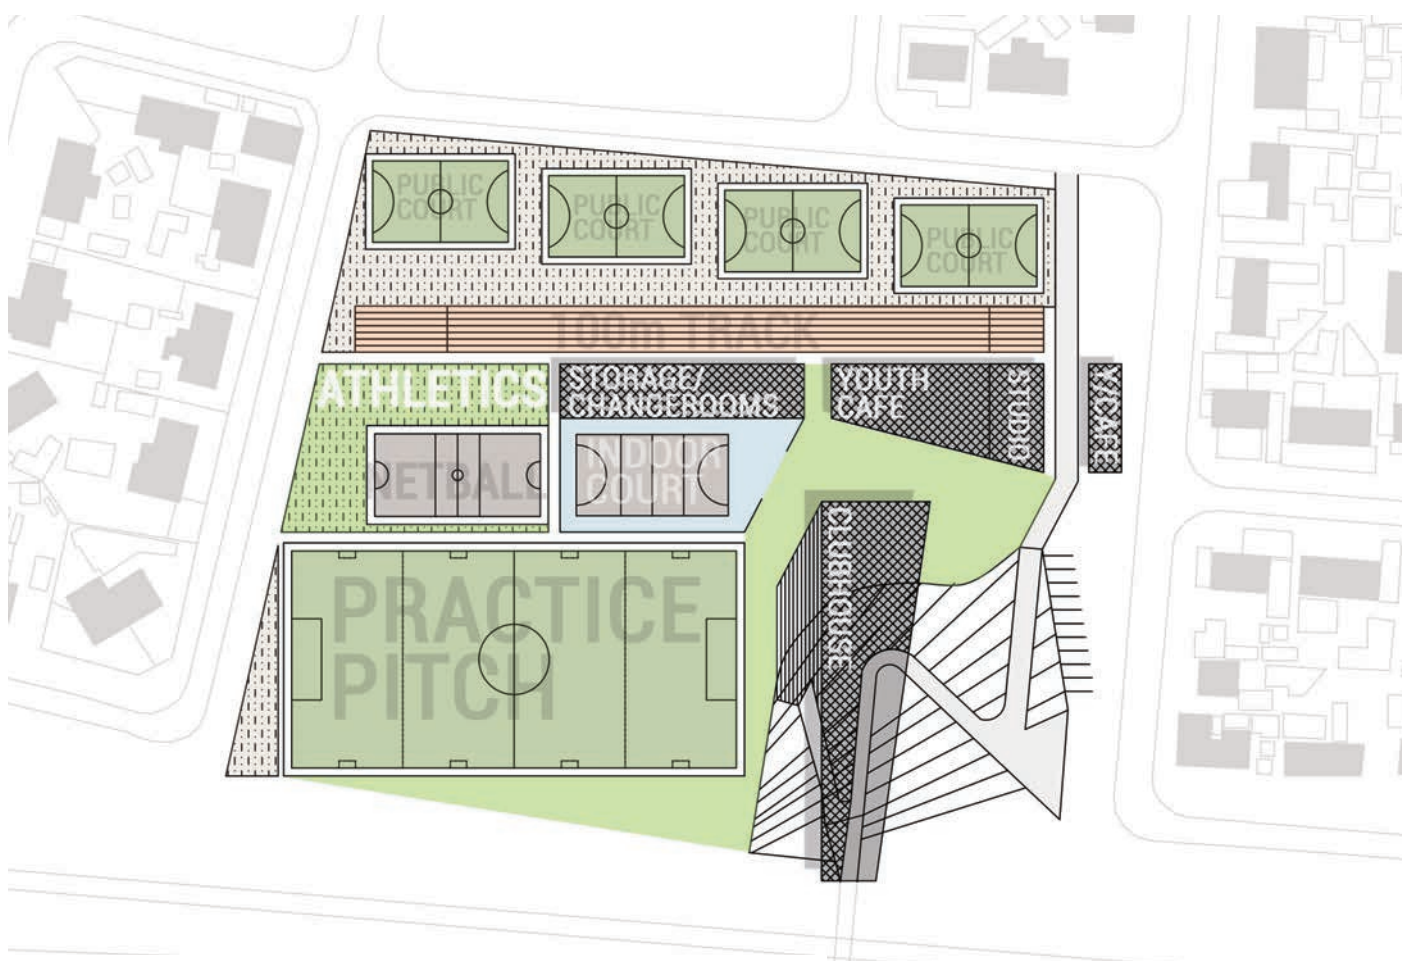 PUBLIC
COURT
PUBLIC
COURT
PUBLIC
COURT
PUBLIC
COURT
100m TRACK
ATHLETICS
STORAGE/
CHANGEROOMS
YOUTH
CAFE
STUDIO
Y/CAFE
NETBALL
INDOOR
COURT
CLUBHOUSE
PRACTICE
PITCH